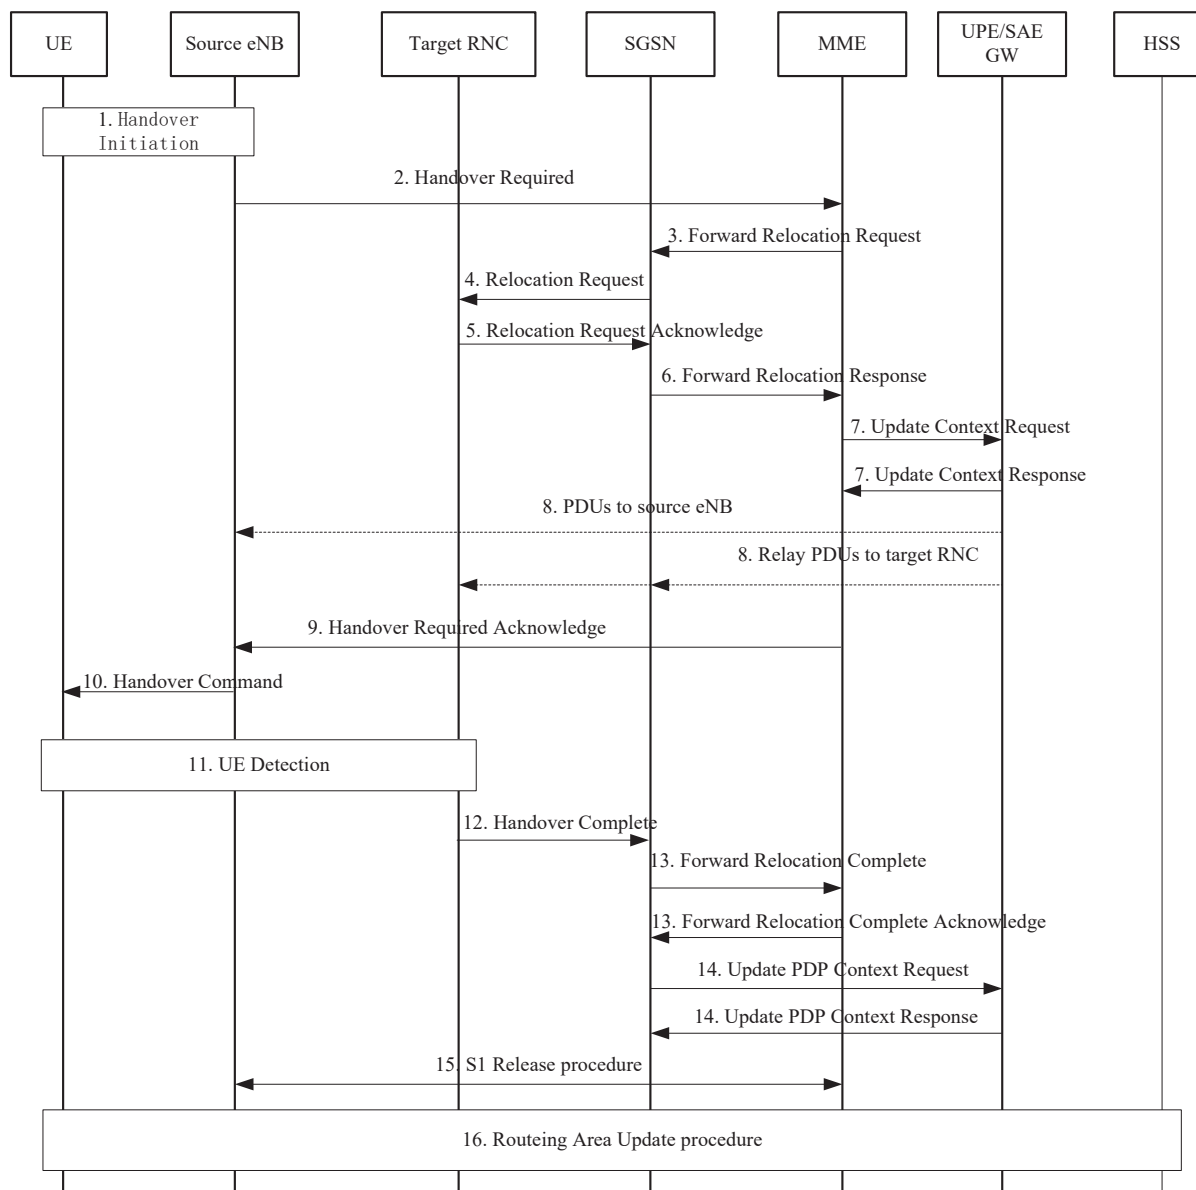 UE
Source eNB
Target RNC
SGSN
MME
UPE/SAE
GW
HSS
1. Handover
Initiation
2. Handover Required
3. Forward Relocation Request
4. Relocation Request
5. Relocation Request Acknowledge
6. Forward Relocation Response
7. Update Context Request
7. Update Context Response
8. PDUs to source eNB
8. Relay PDUs to target RNC
9. Handover Required Acknowledge
10. Handover Command
11. UE Detection
12. Handover Complete
13. Forward Relocation Complete
13. Forward Relocation Complete Acknowledge
14. Update PDP Context Request
14. Update PDP Context Response
15. S1 Release procedure
16. Routeing Area Update procedure